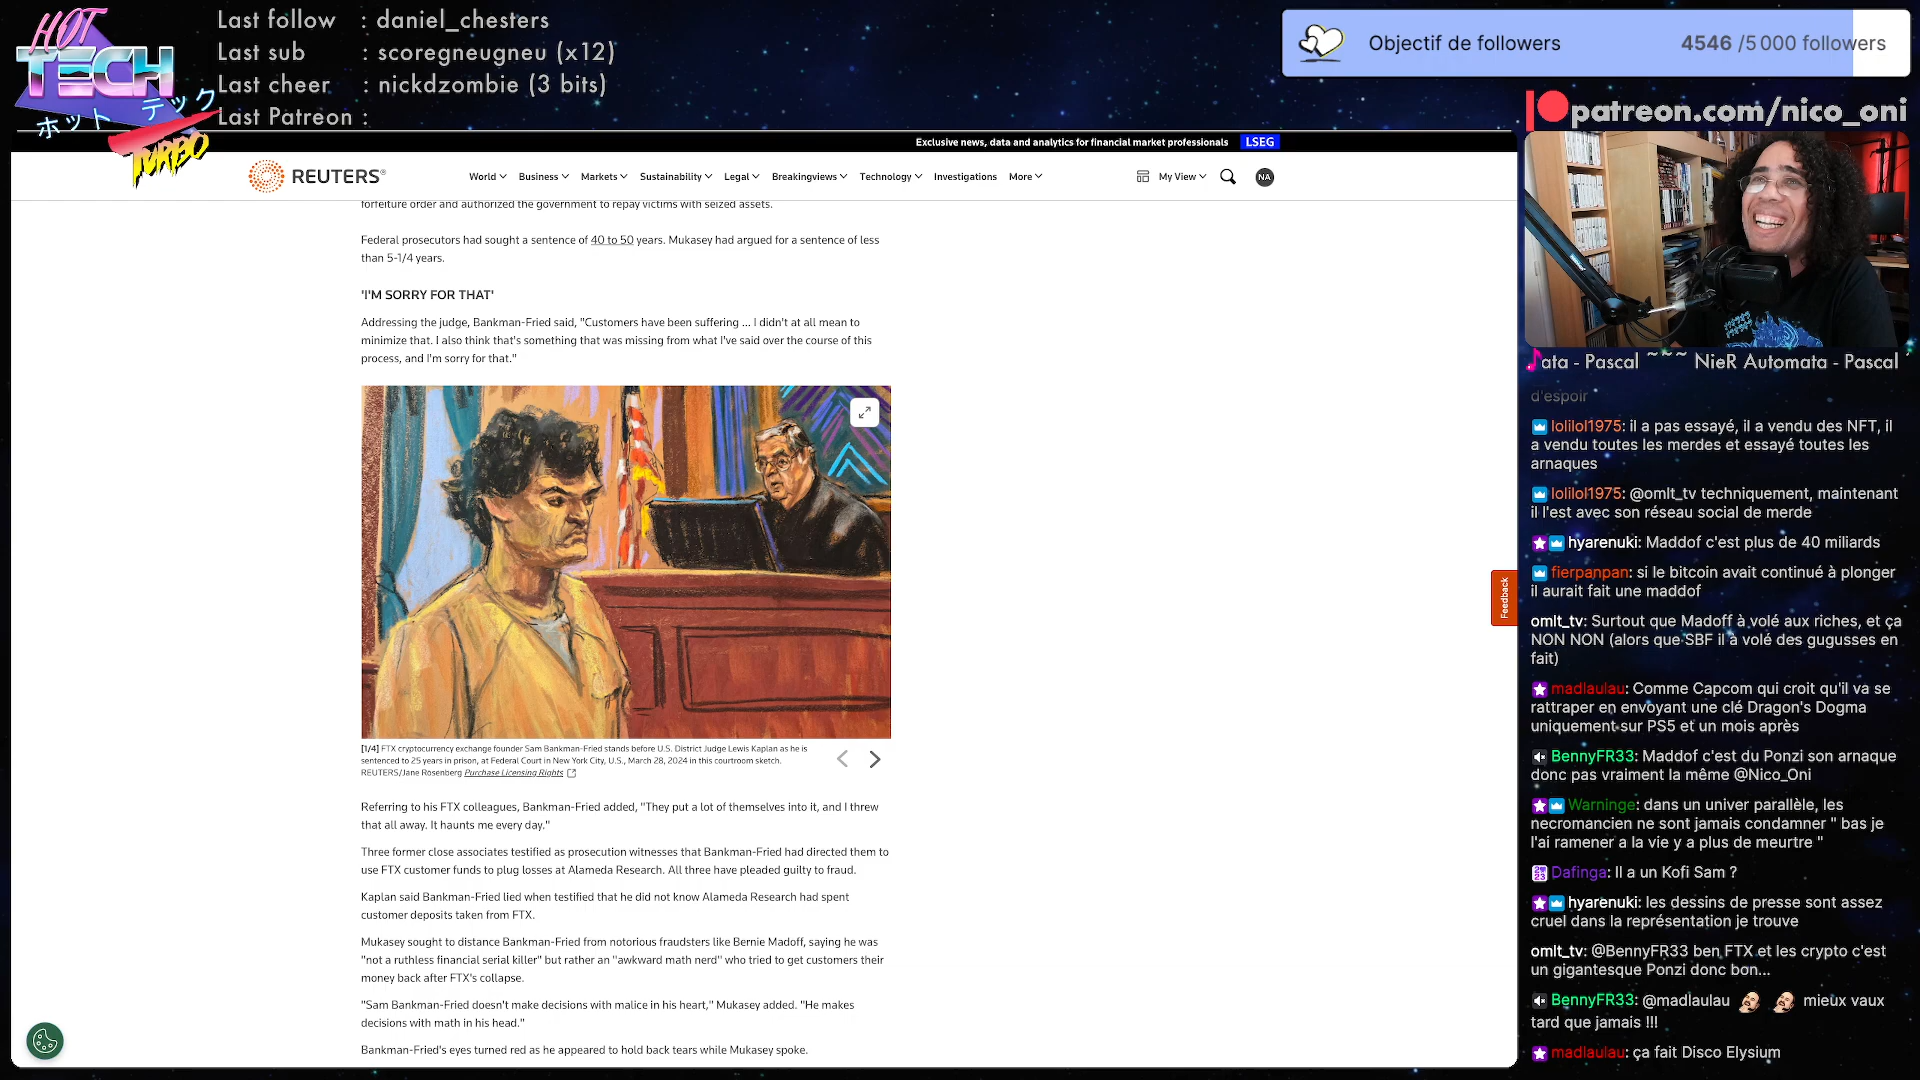 HOT
TECH
ホット テック
TURBO
Last follow : daniel_chesters
Last sub : scoregneugneu (x12)
Last cheer : nickdzombie (3 bits)
Last Patreon :
Objectif de followers 4546 /5 000 followers
patreon.com/nico_oni
Exclusive news, data and analytics for financial market professionals LSEG
REUTERS®
World Business Markets Sustainability Legal Breakingviews Technology Investigations More My View NA
forfeiture order and authorized the government to repay victims with seized assets.
Federal prosecutors had sought a sentence of 40 to 50 years. Mukasey had argued for a sentence of less
than 5-1/4 years.
'I'M SORRY FOR THAT'
Addressing the judge, Bankman-Fried said, "Customers have been suffering ... I didn't at all mean to
minimize that. I also think that's something that was missing from what I've said over the course of this
process, and I'm sorry for that."
[1/4] FTX cryptocurrency exchange founder Sam Bankman-Fried stands before U.S. District Judge Lewis Kaplan as he is
sentenced to 25 years in prison, at Federal Court in New York City, U.S., March 28, 2024 in this courtroom sketch.
REUTERS/Jane Rosenberg Purchase Licensing Rights
Referring to his FTX colleagues, Bankman-Fried added, "They put a lot of themselves into it, and I threw
that all away. It haunts me every day."
Three former close associates testified as prosecution witnesses that Bankman-Fried had directed them to
use FTX customer funds to plug losses at Alameda Research. All three have pleaded guilty to fraud.
Kaplan said Bankman-Fried lied when testified that he did not know Alameda Research had spent
customer deposits taken from FTX.
Mukasey sought to distance Bankman-Fried from notorious fraudsters like Bernie Madoff, saying he was
"not a ruthless financial serial killer" but rather an "awkward math nerd" who tried to get customers their
money back after FTX's collapse.
"Sam Bankman-Fried doesn't make decisions with malice in his heart," Mukasey added. "He makes
decisions with math in his head."
Bankman-Fried's eyes turned red as he appeared to hold back tears while Mukasey spoke.
Feedback
ata - Pascal ~~~ NieR Automata - Pascal
d'espoir
lolilol1975: il a pas essayé, il a vendu des NFT, il
a vendu toutes les merdes et essayé toutes les
arnaques
lolilol1975: @omlt_tv techniquement, maintenant
il l'est avec son réseau social de merde
hyarenuki: Maddof c'est plus de 40 miliards
fierpanpan: si le bitcoin avait continué à plonger
il aurait fait une maddof
omlt_tv: Surtout que Madoff à volé aux riches, et ça
NON NON (alors que SBF il a volé des gugusses en
fait)
madlaulau: Comme Capcom qui croit qu'il va se
rattraper en envoyant une clé Dragon's Dogma
uniquement sur PS5 et un mois après
BennyFR33: Maddof c'est du Ponzi son arnaque
donc pas vraiment la même @Nico_Oni
Warninge: dans un univer parallèle, les
necromancien ne sont jamais condamner " bas je
l'ai ramener a la vie y a plus de meurtre "
Dafinga: Il a un Kofi Sam ?
hyarenuki: les dessins de presse sont assez
cruel dans la représentation je trouve
omlt_tv: @BennyFR33 ben FTX et les crypto c'est
un gigantesque Ponzi donc bon...
BennyFR33: @madlaulau mieux vaux
tard que jamais !!!
madlaulau: ça fait Disco Elysium